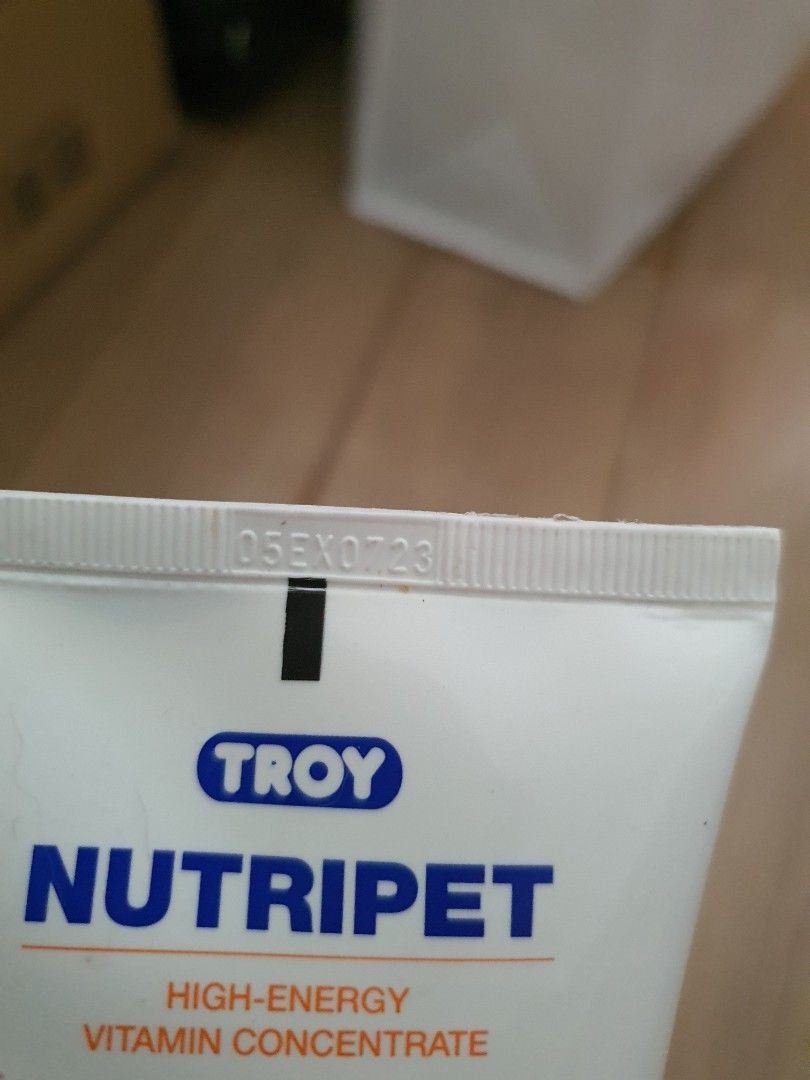 05EX0723
TROY
NUTRIPET
HIGH-ENERGY
VITAMIN CONCENTRATE